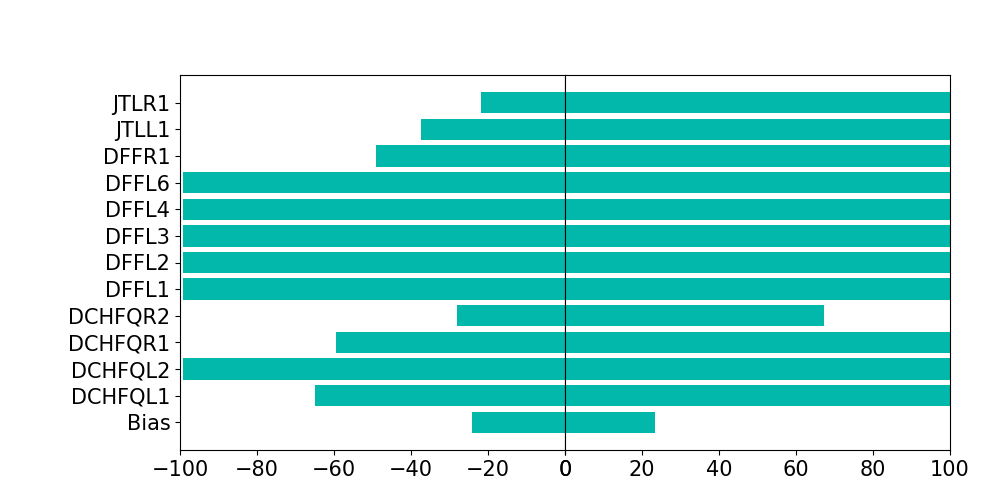 JTLR1
JTLL1
DFFR1
DFFL6
DFFL4
DFFL3
DFFL2
DFFL1
DCHFQR2
DCHFQR1
DCHFQL2
DCHFQL1
Bias
−100 −80 −60 −40 −20 0 20 40 60 80 100